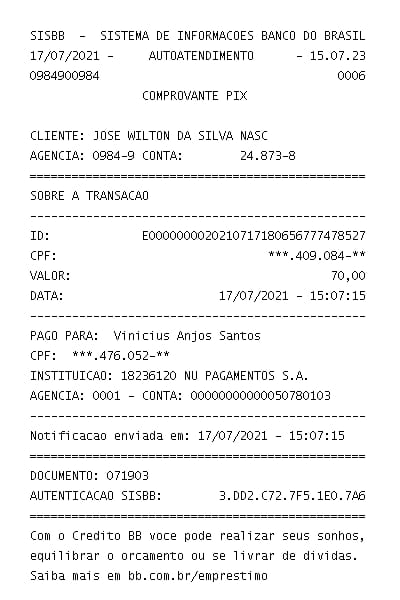 SISBB - SISTEMA DE INFORMACOES BANCO DO BRASIL
17/07/2021 - AUTOATENDIMENTO - 15.07.23
0984900984 0006
COMPROVANTE PIX
CLIENTE: JOSE WILTON DA SILVA NASC
AGENCIA: 0984-9 CONTA: 24.873-8
================================================
SOBRE A TRANSACAO
------------------------------------------------
ID: E0000000020210717180656777478527
CPF: ***.409.084-**
VALOR: 70,00
DATA: 17/07/2021 - 15:07:15
------------------------------------------------
PAGO PARA: Vinicius Anjos Santos
CPF: ***.476.052-**
INSTITUICAO: 18236120 NU PAGAMENTOS S.A.
AGENCIA: 0001 - CONTA: 00000000000050780103
------------------------------------------------
Notificacao enviada em: 17/07/2021 - 15:07:15
================================================
DOCUMENTO: 071903
AUTENTICACAO SISBB: 3.DD2.C72.7F5.1E0.7A6
================================================
Com o Credito BB voce pode realizar seus sonhos,
equilibrar o orcamento ou se livrar de dividas.
Saiba mais em bb.com.br/emprestimo